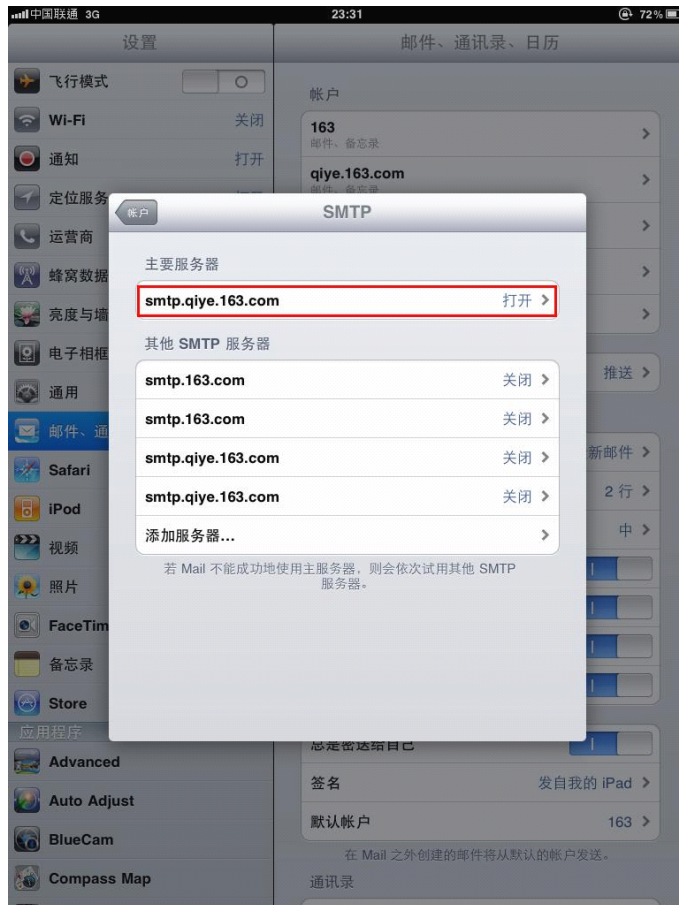 中国联通 3G 23:31 72%
设置
飞行模式
Wi-Fi 关闭
通知 打开
定位服务
运营商
蜂窝数据
亮度与墙
电子相框
通用
邮件、通
Safari
iPod
视频
照片
FaceTim
备忘录
Store
应用程序
Advanced
Auto Adjust
BlueCam
Compass Map
邮件、通讯录、日历
帐户
163
邮件、备忘录
qiye.163.com
邮件、备忘录
推送
新邮件
2 行
中
总是密送给自己
签名 发自我的 iPad
默认帐户 163
在 Mail 之外创建的邮件将从默认的帐户发送。
通讯录
帐户
SMTP
主要服务器
smtp.qiye.163.com 打开
其他 SMTP 服务器
smtp.163.com 关闭
smtp.163.com 关闭
smtp.qiye.163.com 关闭
smtp.qiye.163.com 关闭
添加服务器...
若 Mail 不能成功地使用主服务器，则会依次试用其他 SMTP
服务器。